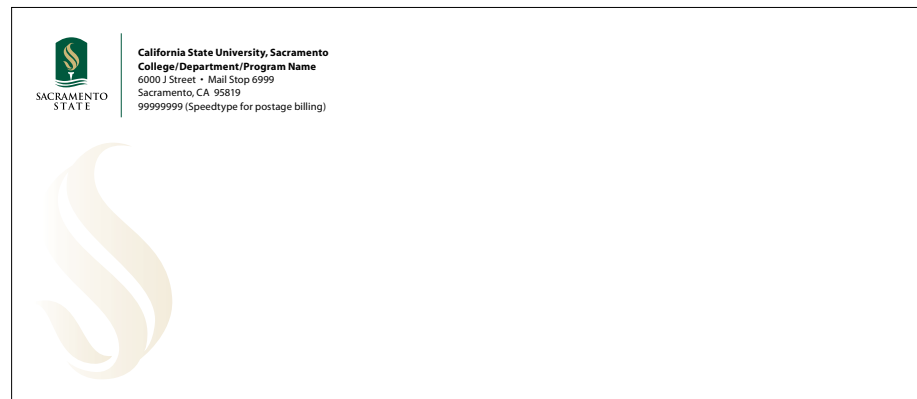 SACRAMENTO
STATE
California State University, Sacramento
College/Department/Program Name
6000 J Street • Mail Stop 6999
Sacramento, CA 95819
99999999 (Speedtype for postage billing)